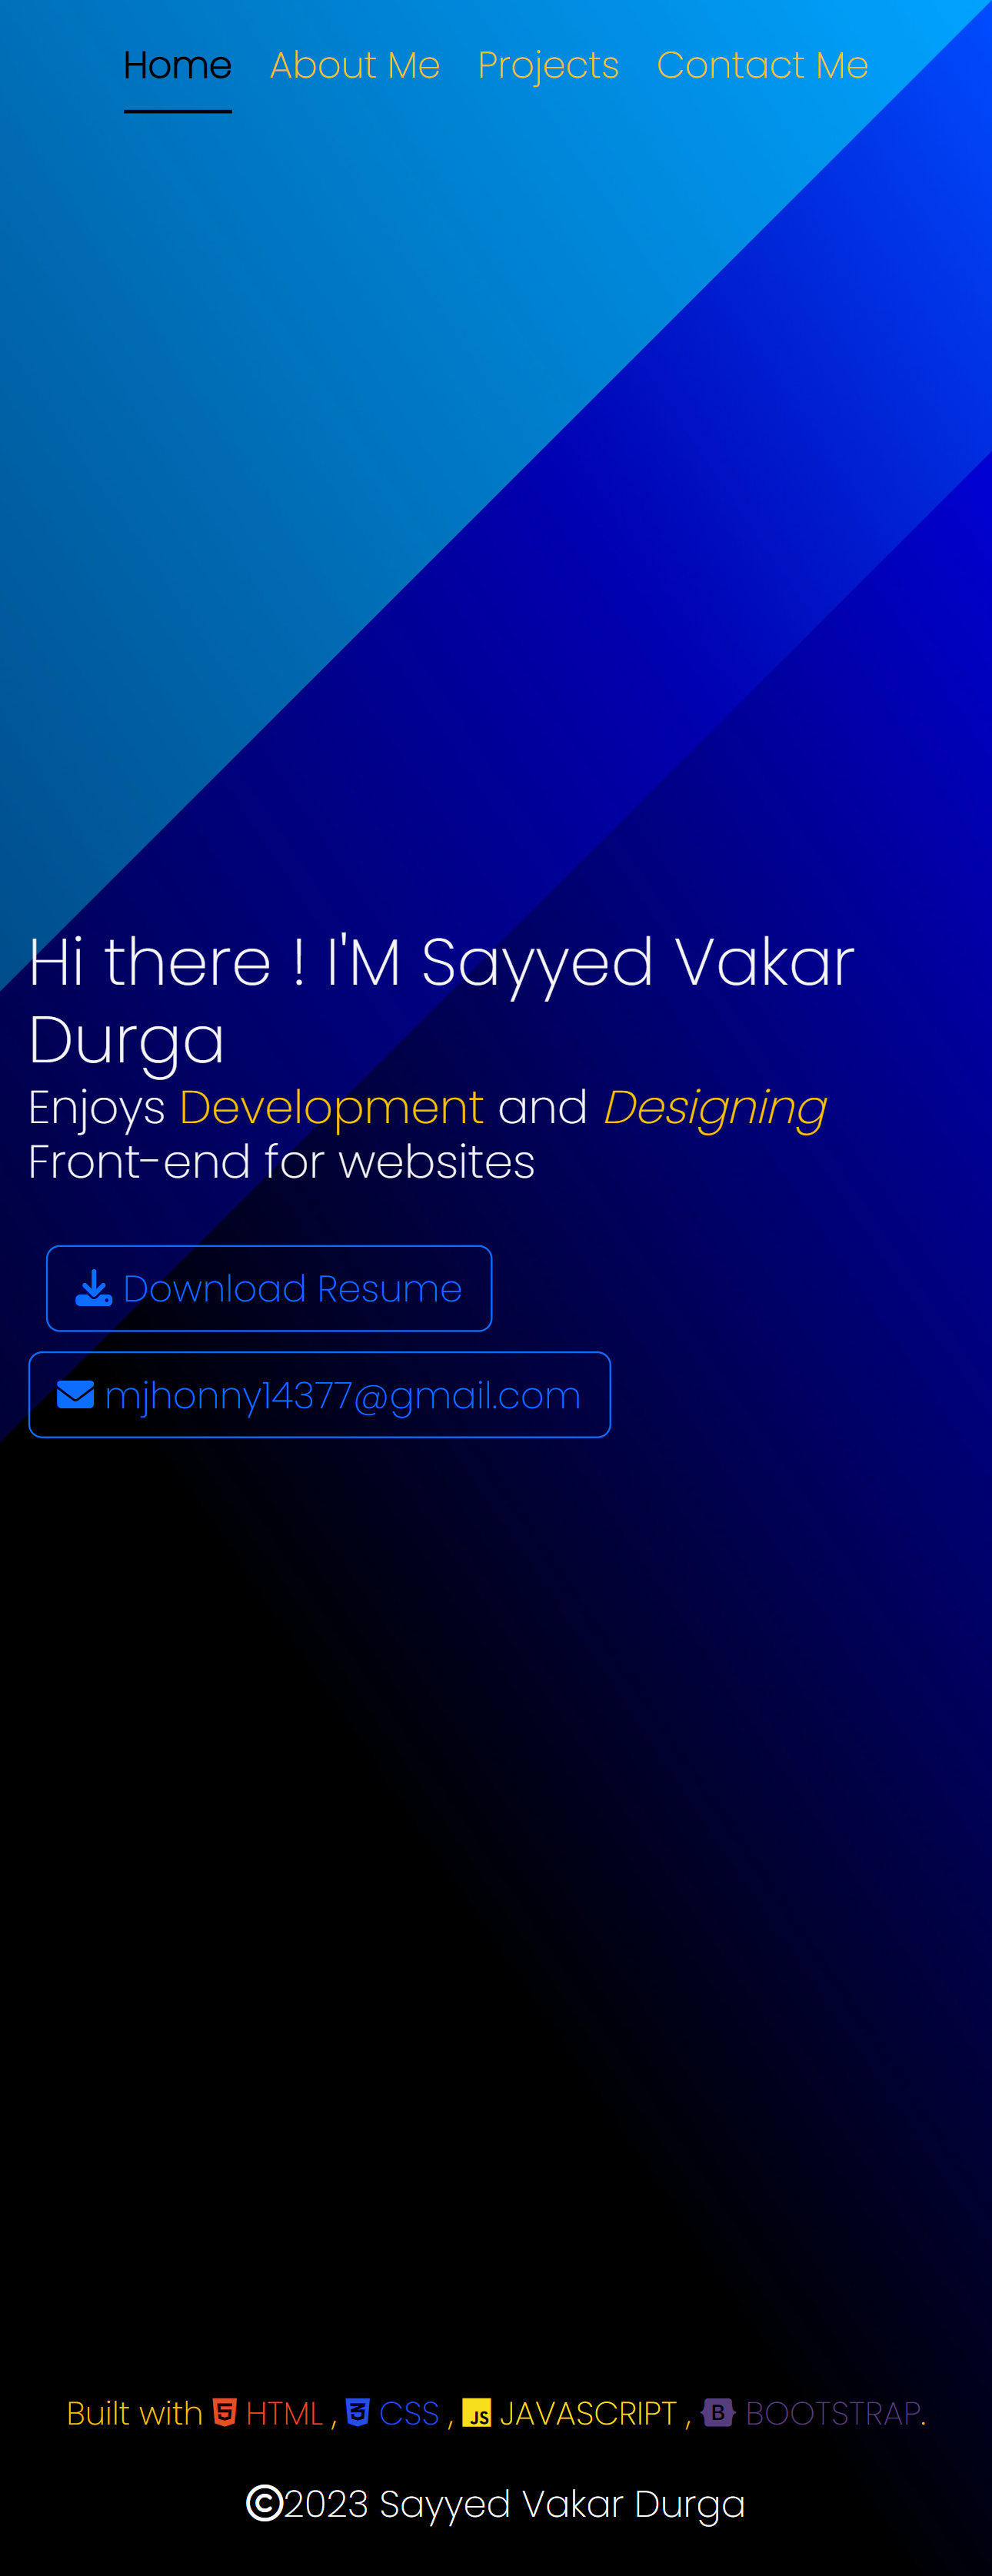 Home About Me Projects Contact Me
Hi there ! I'M Sayyed Vakar
Durga
Enjoys Development and Designing
Front-end for websites
Download Resume
mjhonny14377@gmail.com
Built with HTML , CSS , JS JAVASCRIPT , B BOOTSTRAP.
©2023 Sayyed Vakar Durga